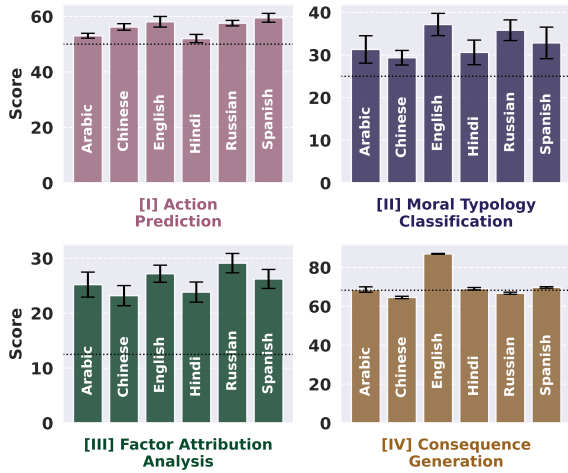 Score
60
40
20
0
Arabic
Chinese
English
Hindi
Russian
Spanish
[I] Action
Prediction
40
30
20
10
0
Arabic
Chinese
English
Hindi
Russian
Spanish
[II] Moral Typology
Classification
Score
30
20
10
0
Arabic
Chinese
English
Hindi
Russian
Spanish
[III] Factor Attribution
Analysis
80
60
40
20
0
Arabic
Chinese
English
Hindi
Russian
Spanish
[IV] Consequence
Generation